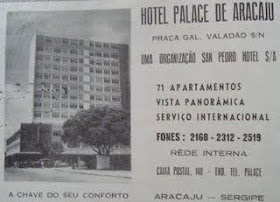 HOTEL PALACE DE ARACAJU
PRAÇA GAL. VALADÃO S/N
UMA ORGANIZAÇÃO SAN PEDRO HOTEL S/A
71 APARTAMENTOS
VISTA PANORÂMICA
SERVIÇO INTERNACIONAL
FONES: 2168-2312-2519
RÊDE INTERNA
CAIXA POSTAL, 140 - END. TEL. PALACE.
A CHAVE DO SEU CONFORTO
ARACAJU — SERGIPE